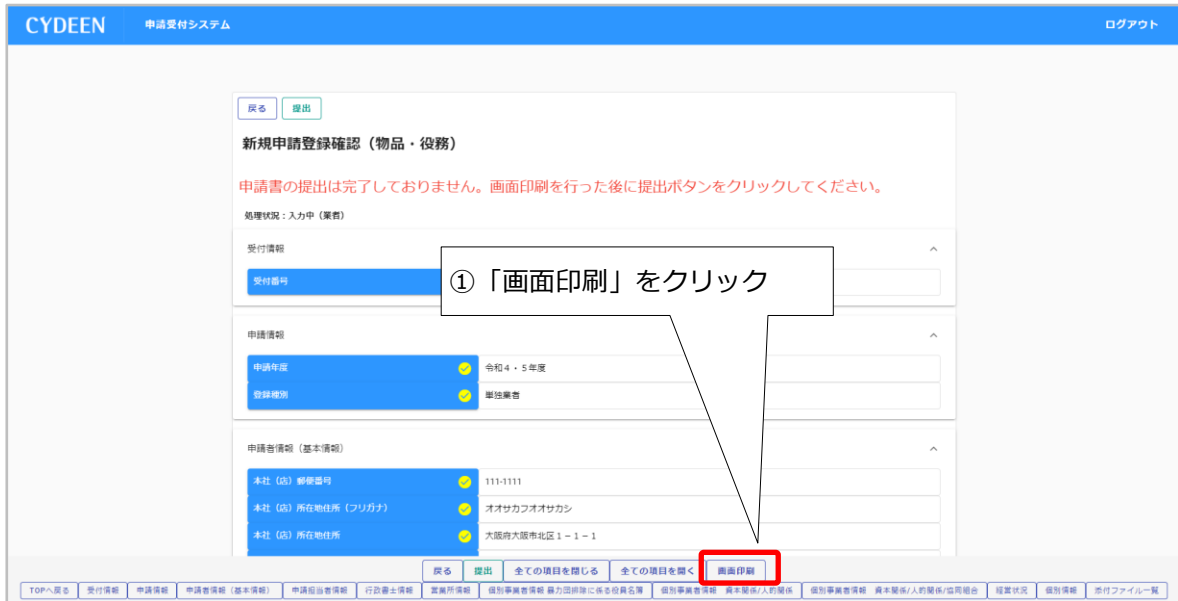 CYDEEN 申請受付システム ログアウト
戻る 提出
新規申請登録確認（物品・役務）
申請書の提出は完了しておりません。画面印刷を行った後に提出ボタンをクリックしてください。
処理状況：入力中（業者）
受付情報
受付番号
①「画面印刷」をクリック
申請情報
申請年度 令和４・５年度
登録種別 単独業者
申請者情報（基本情報）
本社（店）郵便番号 111-1111
本社（店）所在地住所（フリガナ） オオサカフオオサカシ
本社（店）所在地住所 大阪府大阪市北区１－１－１
戻る 提出 全ての項目を閉じる 全ての項目を開く 画面印刷
TOPへ戻る 受付情報 申請情報 申請者情報（基本情報） 申請担当者情報 行政書士情報 営業所情報 個別事業者情報 暴力団排除に係る役員名簿 個別事業者情報 資本関係/人的関係 個別事業者情報 資本関係/人的関係/協同組合 経営状況 個別情報 添付ファイル一覧